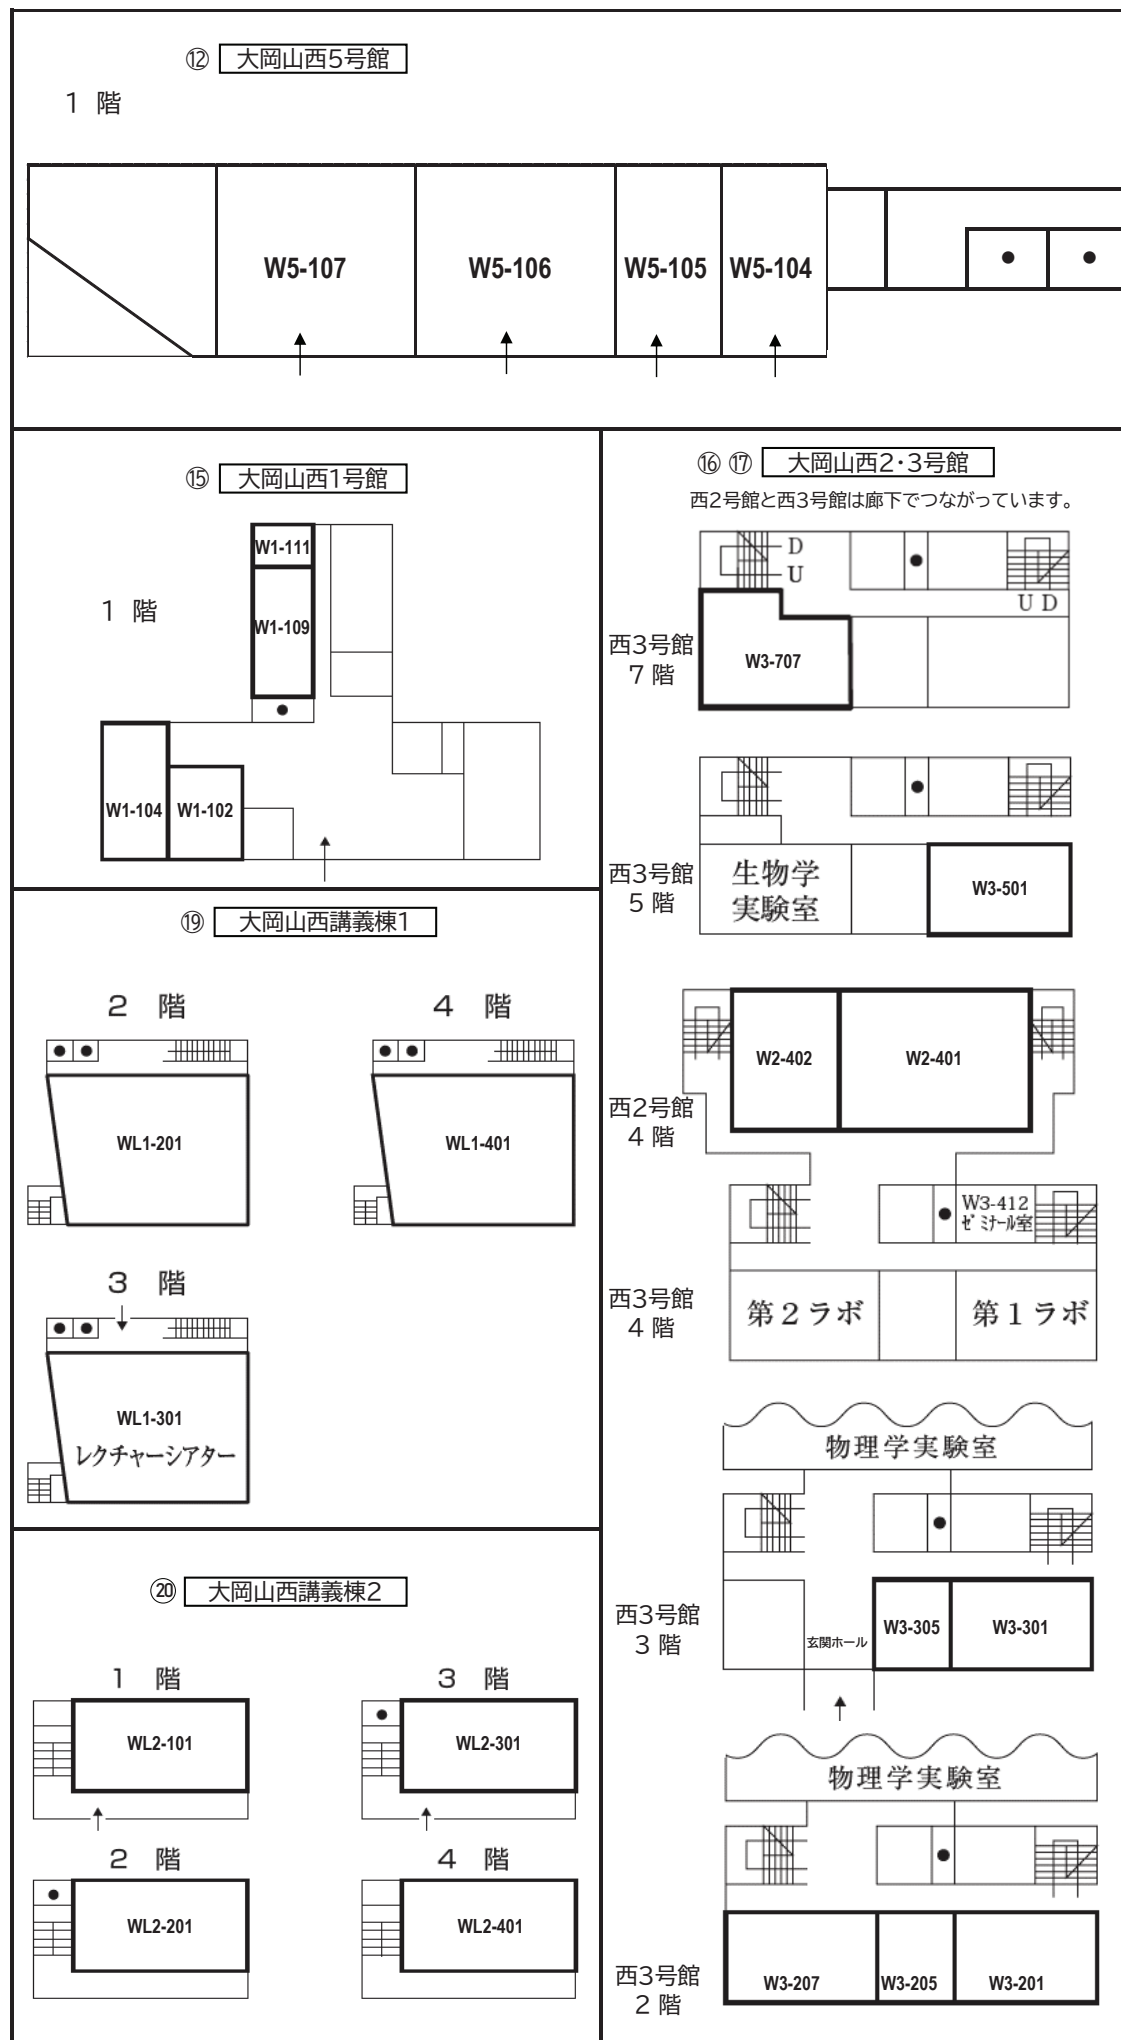 ⑫ 大岡山西5号館
1 階
W5-107 W5-106 W5-105 W5-104
⑮ 大岡山西1号館
1 階
W1-111
W1-109
W1-104 W1-102
⑲ 大岡山西講義棟1
2 階 4 階
WL1-201 WL1-401
3 階
WL1-301
レクチャーシアター
⑳ 大岡山西講義棟2
1 階 3 階
WL2-101 WL2-301
2 階 4 階
WL2-201 WL2-401
⑯ ⑰ 大岡山西2・3号館
西2号館と西3号館は廊下でつながっています。
D
U
U D
西3号館
7 階
W3-707
西3号館
5 階
生物学
実験室
W3-501
W2-402 W2-401
西2号館
4 階
W3-412
ゼミナール室
西3号館
4 階
第2ラボ 第1ラボ
物理学実験室
西3号館
3 階
玄関ホール
W3-305 W3-301
物理学実験室
西3号館
2 階
W3-207 W3-205 W3-201